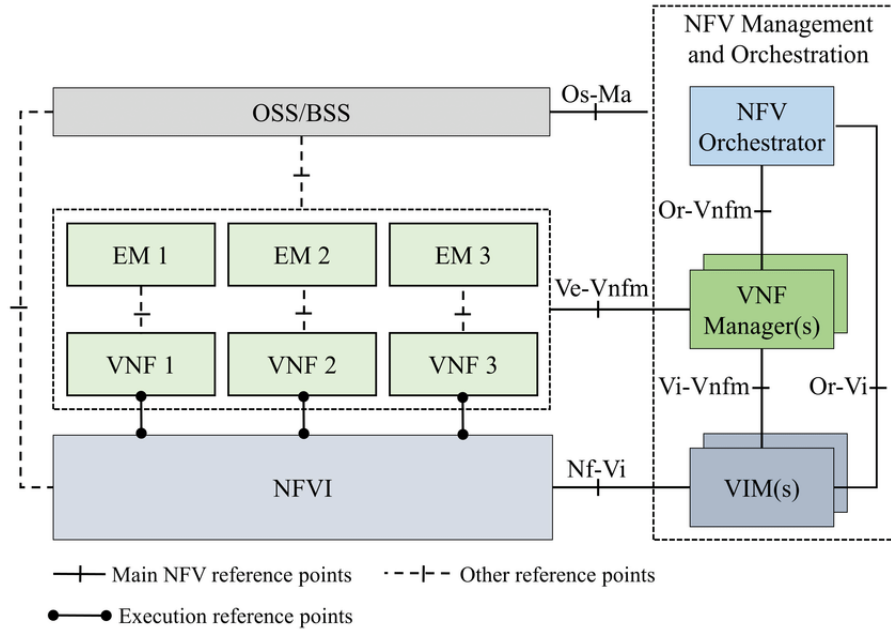 NFV Management
and Orchestration
Os-Ma
OSS/BSS
NFV
Orchestrator
Or-Vnfm
EM 1
EM 2
EM 3
Ve-Vnfm
VNF
Manager(s)
VNF 1
VNF 2
VNF 3
Vi-Vnfm
Or-Vi
NFVI
Nf-Vi
VIM(s)
Main NFV reference points
Other reference points
Execution reference points